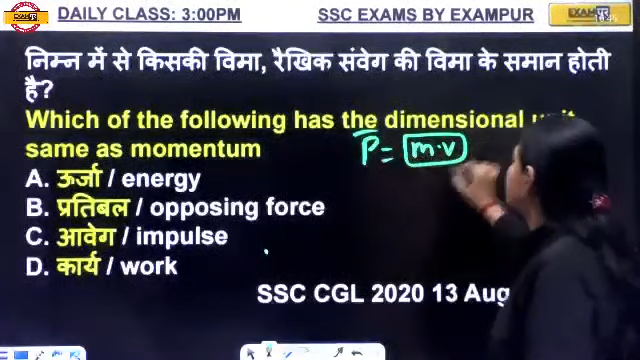 DAILY CLASS: 3:00PM
SSC EXAMS BY EXAMPUR
EXAM पुर
निम्न में से किसकी विमा, रैखिक संवेग की विमा के समान होती
है?
Which of the following has the dimensional
same as momentum
P = m.v
A. ऊर्जा / energy
B. प्रतिबल / opposing force
C. आवेग / impulse
D. कार्य / work
SSC CGL 2020 13 Aug